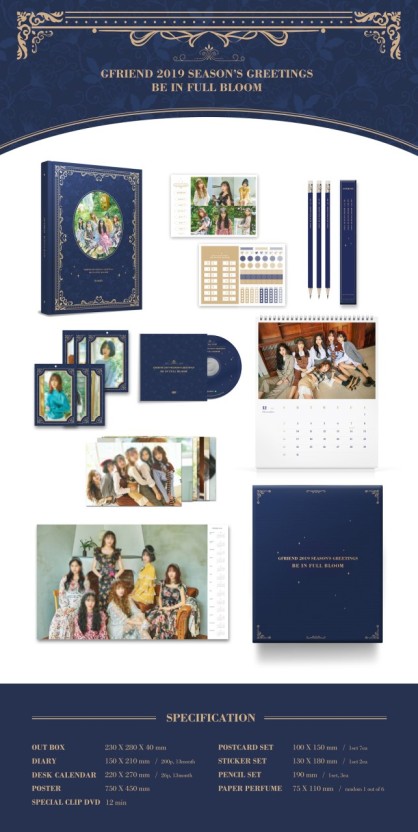 GFRIEND 2019 SEASON'S GREETINGS
BE IN FULL BLOOM
GFRIEND 2019 SEASON'S GREETINGS
BE IN FULL BLOOM
SPECIFICATION
OUT BOX 230 X 280 X 40 mm
DIARY 150 X 210 mm / 200p, 13month
DESK CALENDAR 220 X 270 mm / 26p, 13month
POSTER 750 X 450 mm
SPECIAL CLIP DVD 12 min
POSTCARD SET 100 X 150 mm / 1set 7ea
STICKER SET 130 X 180 mm / 1set 2ea
PENCIL SET 190 mm / 1set, 3ea
PAPER PERFUME 75 X 110 mm / random 1 out of 6